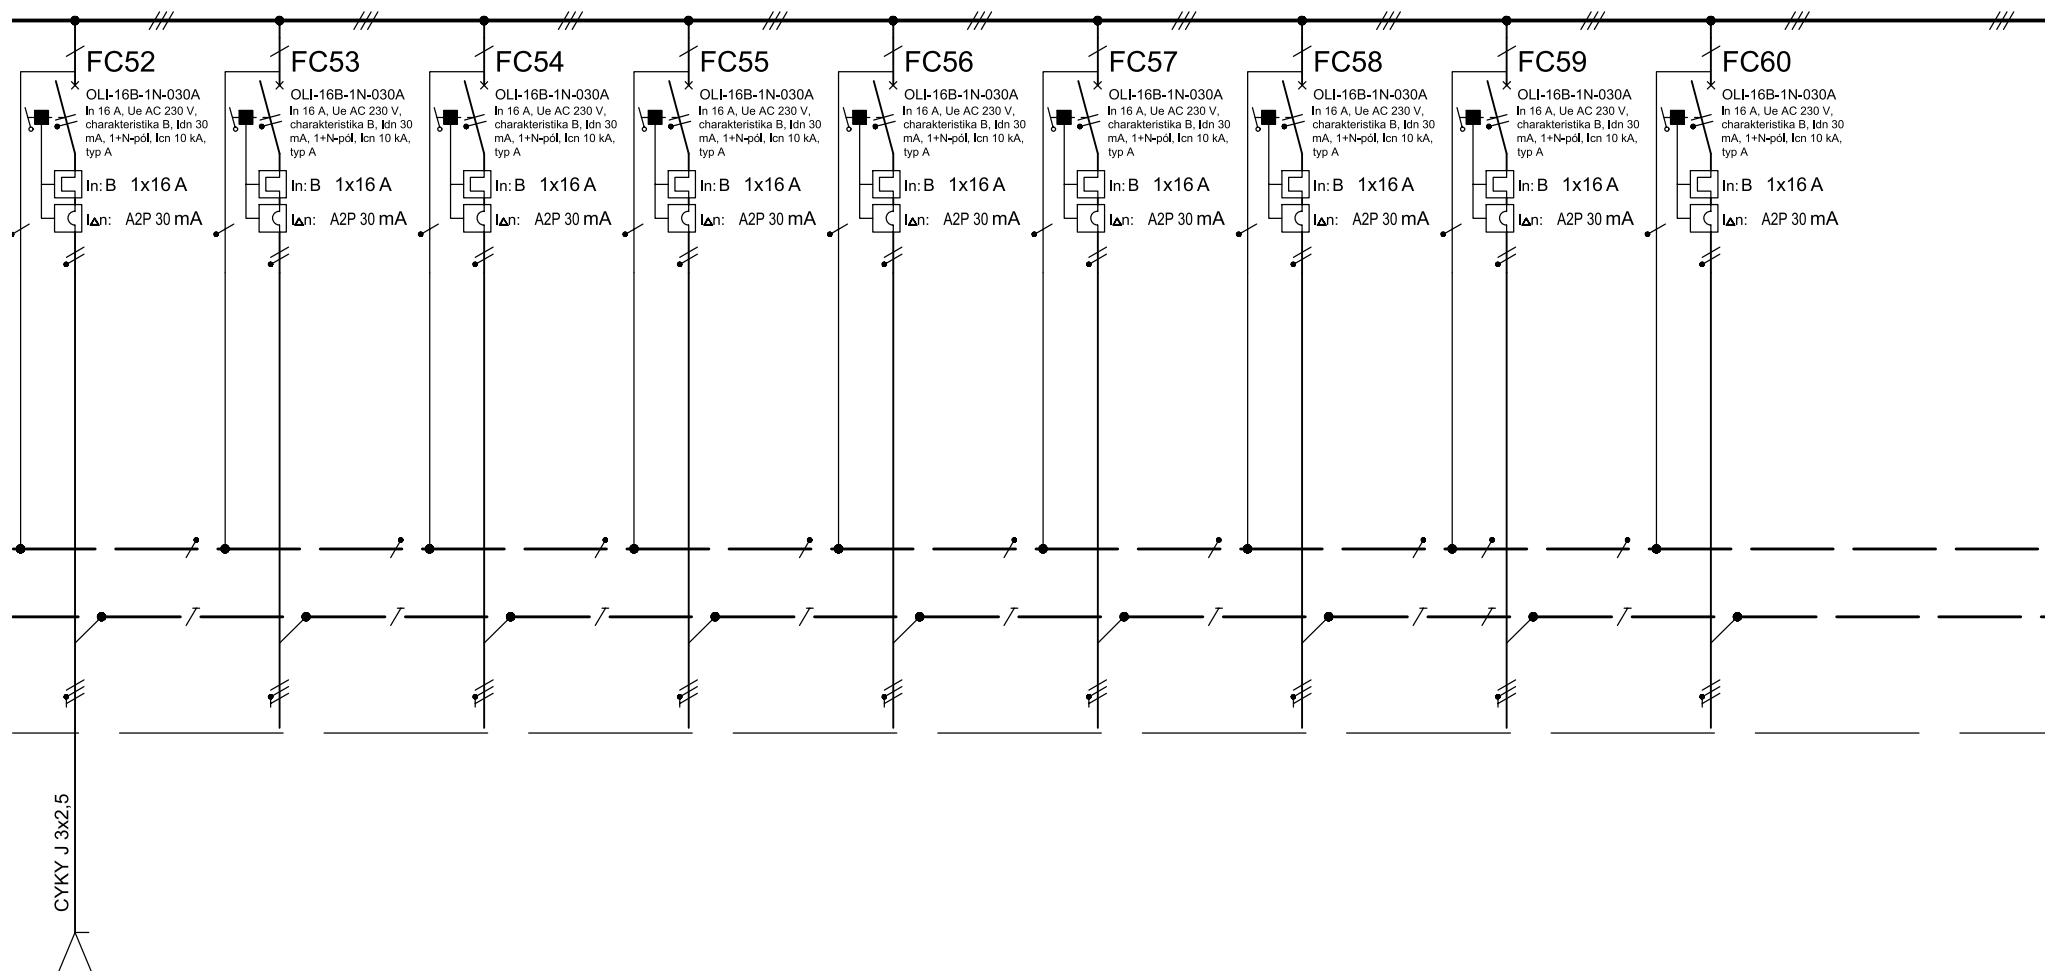 FC52
OLI-16B-1N-030A
In 16 A, Ue AC 230 V,
charakteristika B, Idn 30
mA, 1+N-pól, Icn 10 kA,
typ A
In: B 1x16 A
IΔn: A2P 30 mA
FC53
OLI-16B-1N-030A
In 16 A, Ue AC 230 V,
charakteristika B, Idn 30
mA, 1+N-pól, Icn 10 kA,
typ A
In: B 1x16 A
IΔn: A2P 30 mA
FC54
OLI-16B-1N-030A
In 16 A, Ue AC 230 V,
charakteristika B, Idn 30
mA, 1+N-pól, Icn 10 kA,
typ A
In: B 1x16 A
IΔn: A2P 30 mA
FC55
OLI-16B-1N-030A
In 16 A, Ue AC 230 V,
charakteristika B, Idn 30
mA, 1+N-pól, Icn 10 kA,
typ A
In: B 1x16 A
IΔn: A2P 30 mA
FC56
OLI-16B-1N-030A
In 16 A, Ue AC 230 V,
charakteristika B, Idn 30
mA, 1+N-pól, Icn 10 kA,
typ A
In: B 1x16 A
IΔn: A2P 30 mA
FC57
OLI-16B-1N-030A
In 16 A, Ue AC 230 V,
charakteristika B, Idn 30
mA, 1+N-pól, Icn 10 kA,
typ A
In: B 1x16 A
IΔn: A2P 30 mA
FC58
OLI-16B-1N-030A
In 16 A, Ue AC 230 V,
charakteristika B, Idn 30
mA, 1+N-pól, Icn 10 kA,
typ A
In: B 1x16 A
IΔn: A2P 30 mA
FC59
OLI-16B-1N-030A
In 16 A, Ue AC 230 V,
charakteristika B, Idn 30
mA, 1+N-pól, Icn 10 kA,
typ A
In: B 1x16 A
IΔn: A2P 30 mA
FC60
OLI-16B-1N-030A
In 16 A, Ue AC 230 V,
charakteristika B, Idn 30
mA, 1+N-pól, Icn 10 kA,
typ A
In: B 1x16 A
IΔn: A2P 30 mA
CYKY J 3x2,5